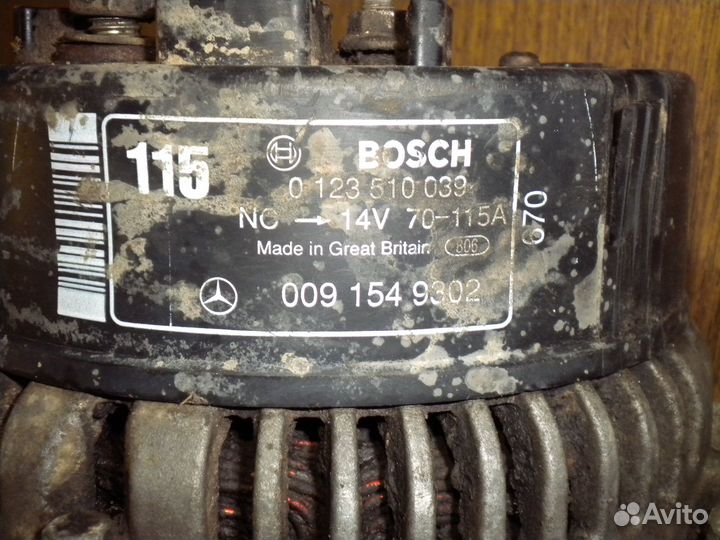 115
BOSCH
0 123 510 039
NC → 14V 70-115A
Made in Great Britain. 806
009 154 9302
670
Avito